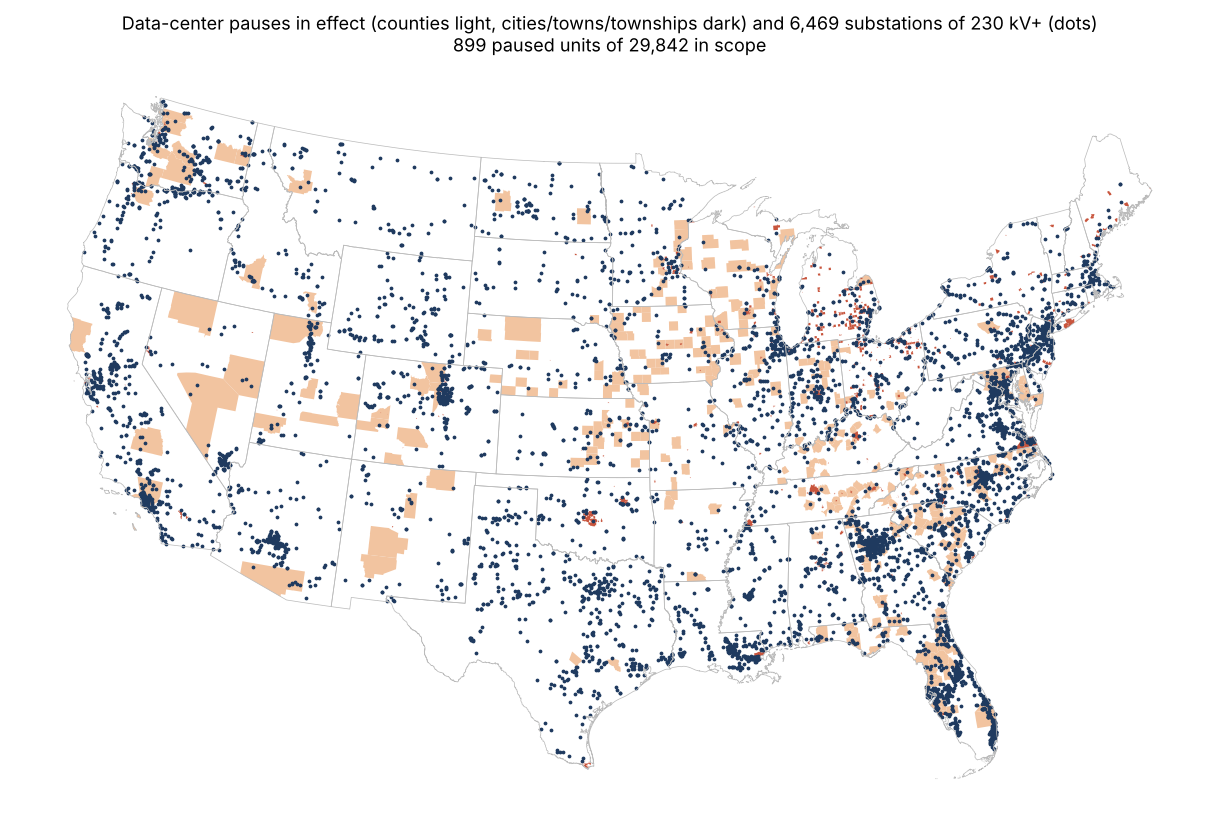 Data-center pauses in effect (counties light, cities/towns/townships dark) and 6,469 substations of 230 kV+ (dots)
899 paused units of 29,842 in scope